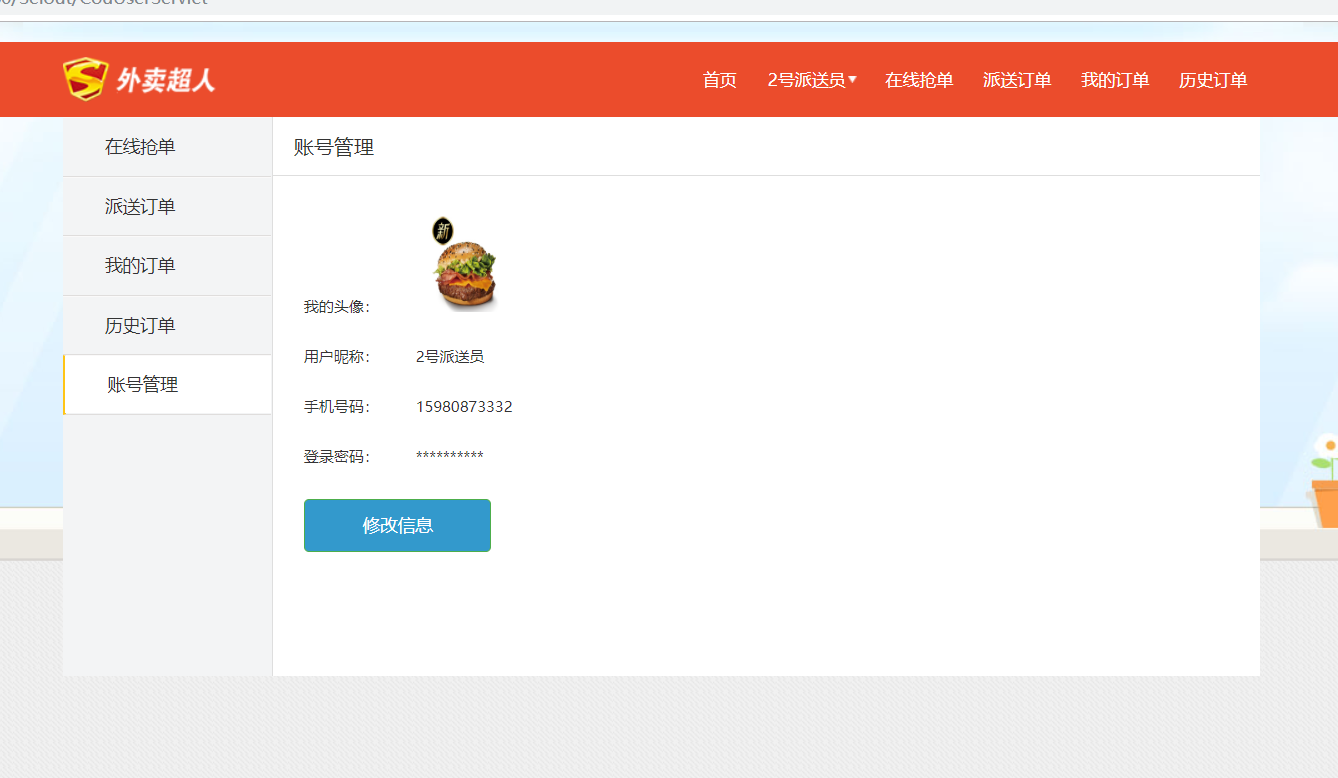 外卖超人
首页 2号派送员▼ 在线抢单 派送订单 我的订单 历史订单
在线抢单
派送订单
我的订单
历史订单
账号管理
账号管理
新
我的头像：
用户昵称： 2号派送员
手机号码： 15980873332
登录密码： **********
修改信息